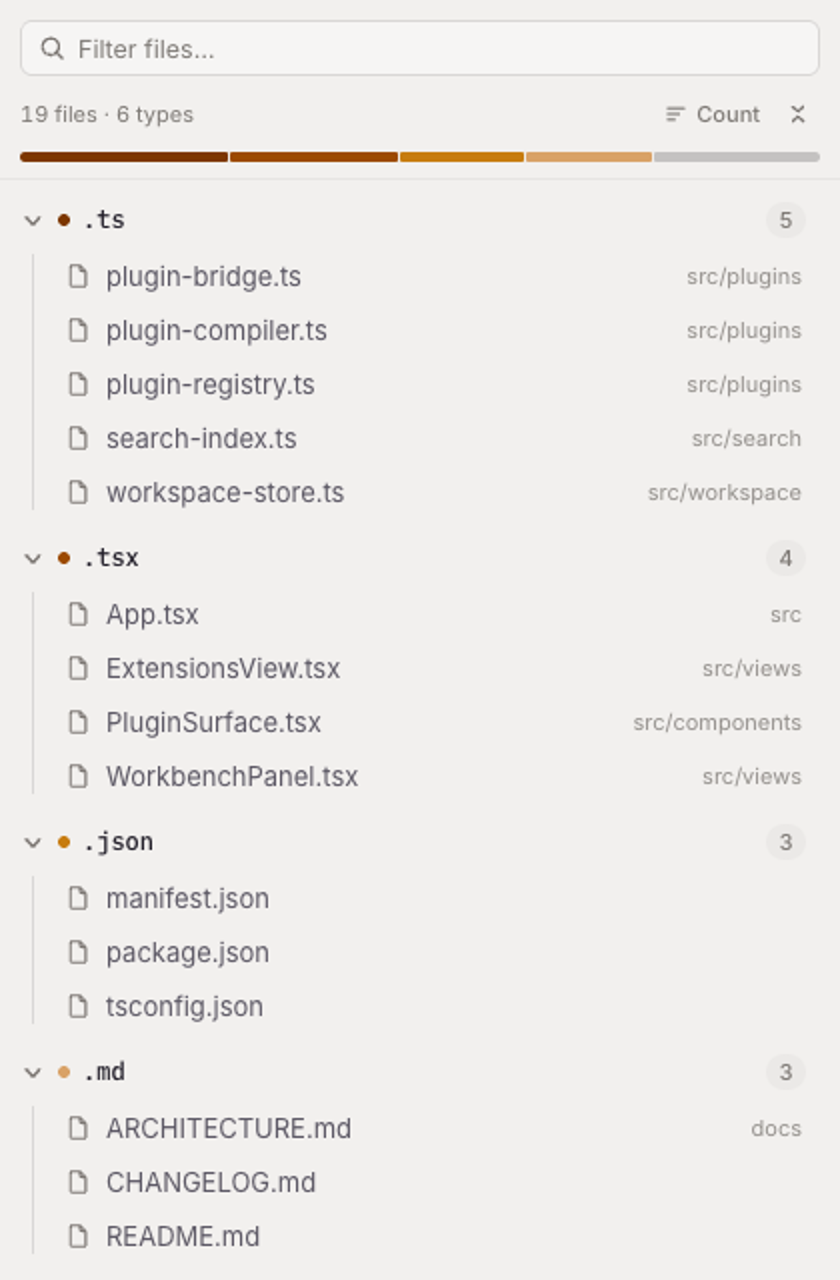 Filter files...
19 files · 6 types Count
.ts 5
plugin-bridge.ts src/plugins
plugin-compiler.ts src/plugins
plugin-registry.ts src/plugins
search-index.ts src/search
workspace-store.ts src/workspace
.tsx 4
App.tsx src
ExtensionsView.tsx src/views
PluginSurface.tsx src/components
WorkbenchPanel.tsx src/views
.json 3
manifest.json
package.json
tsconfig.json
.md 3
ARCHITECTURE.md docs
CHANGELOG.md
README.md